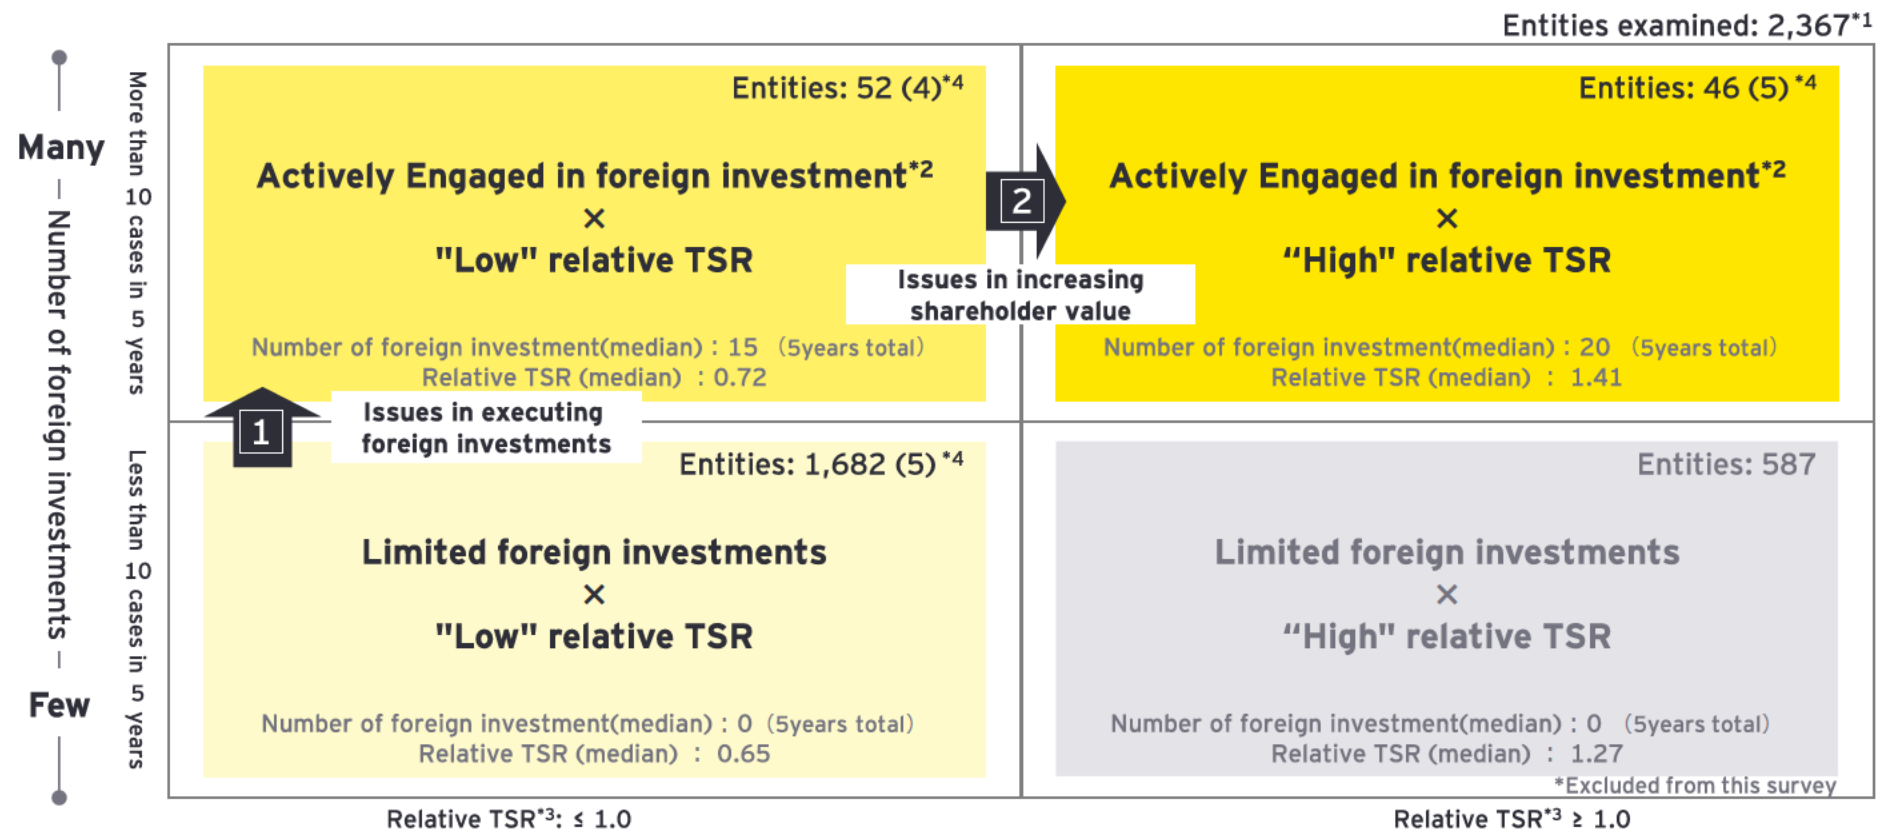 Entities examined: 2,367*1
Many
Number of foreign investments
Few
More than 10 cases in 5 years
Less than 10 cases in 5 years
Entities: 52 (4)*4
Actively Engaged in foreign investment*2
×
"Low" relative TSR
Number of foreign investment(median) : 15 (5years total)
Relative TSR (median) : 0.72
2
Issues in increasing
shareholder value
Entities: 46 (5) *4
Actively Engaged in foreign investment*2
×
“High" relative TSR
Number of foreign investment(median) : 20 (5years total)
Relative TSR (median) : 1.41
1
Issues in executing
foreign investments
Entities: 1,682 (5) *4
Limited foreign investments
×
"Low" relative TSR
Number of foreign investment(median) : 0 (5years total)
Relative TSR (median) : 0.65
Entities: 587
Limited foreign investments
×
“High" relative TSR
Number of foreign investment(median) : 0 (5years total)
Relative TSR (median) : 1.27
*Excluded from this survey
Relative TSR*3: ≤ 1.0
Relative TSR*3 ≥ 1.0